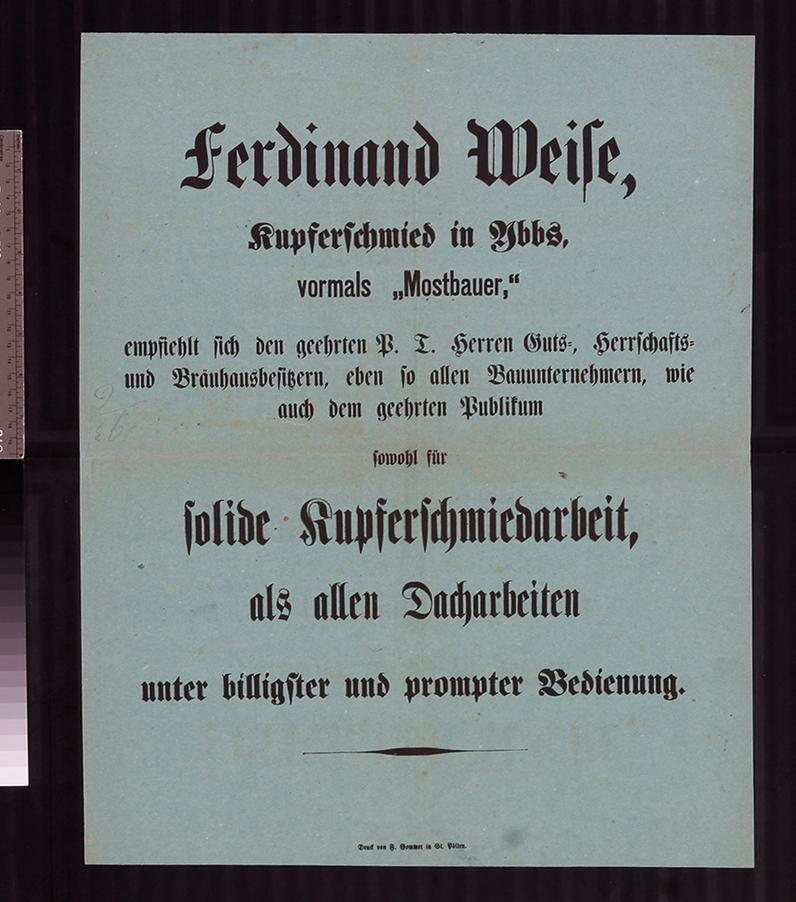 Ferdinand Weise,
Kupferschmied in Ybbs,
vormals „Mostbauer,“
empfiehlt sich den geehrten P. T. Herren Guts-, Herrschafts-
und Bräuhausbesitzern, eben so allen Bauunternehmern, wie
auch dem geehrten Publikum
sowohl für
solide Kupferschmiedarbeit,
als allen Dacharbeiten
unter billigster und prompter Bedienung.
Druck von F. Sommer in St. Pölten.